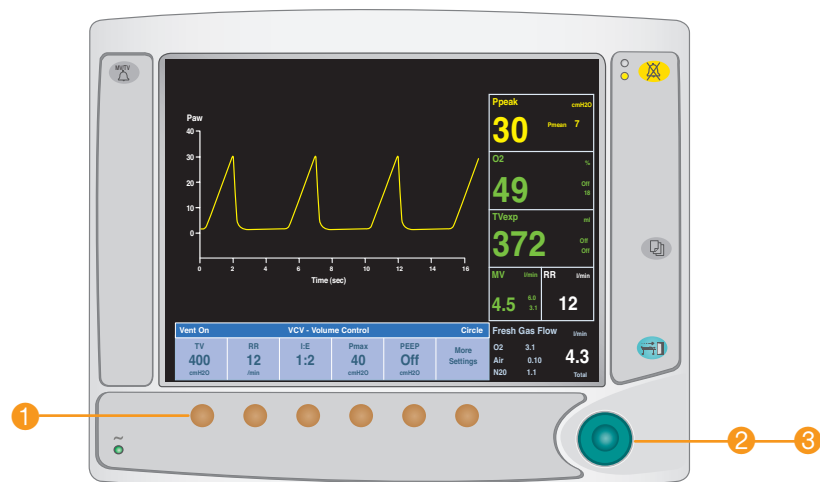 MV/TV
Paw
40
30
20
10
0
0 2 4 6 8 10 12 14 16
Time (sec)
Ppeak cmH20
30 Pmean 7
O2 %
49 Off
18
TVexp ml
372 Off
Off
MV l/min RR l/min
4.5 6.0
3.1 12
Vent On VCV - Volume Control Circle
TV RR I:E Pmax PEEP More
Settings
400 12 1:2 40 Off
cmH20 /min cmH20 cmH20
Fresh Gas Flow l/min
O2 3.1
Air 0.10 4.3
N20 1.1 Total
1
2 3
~